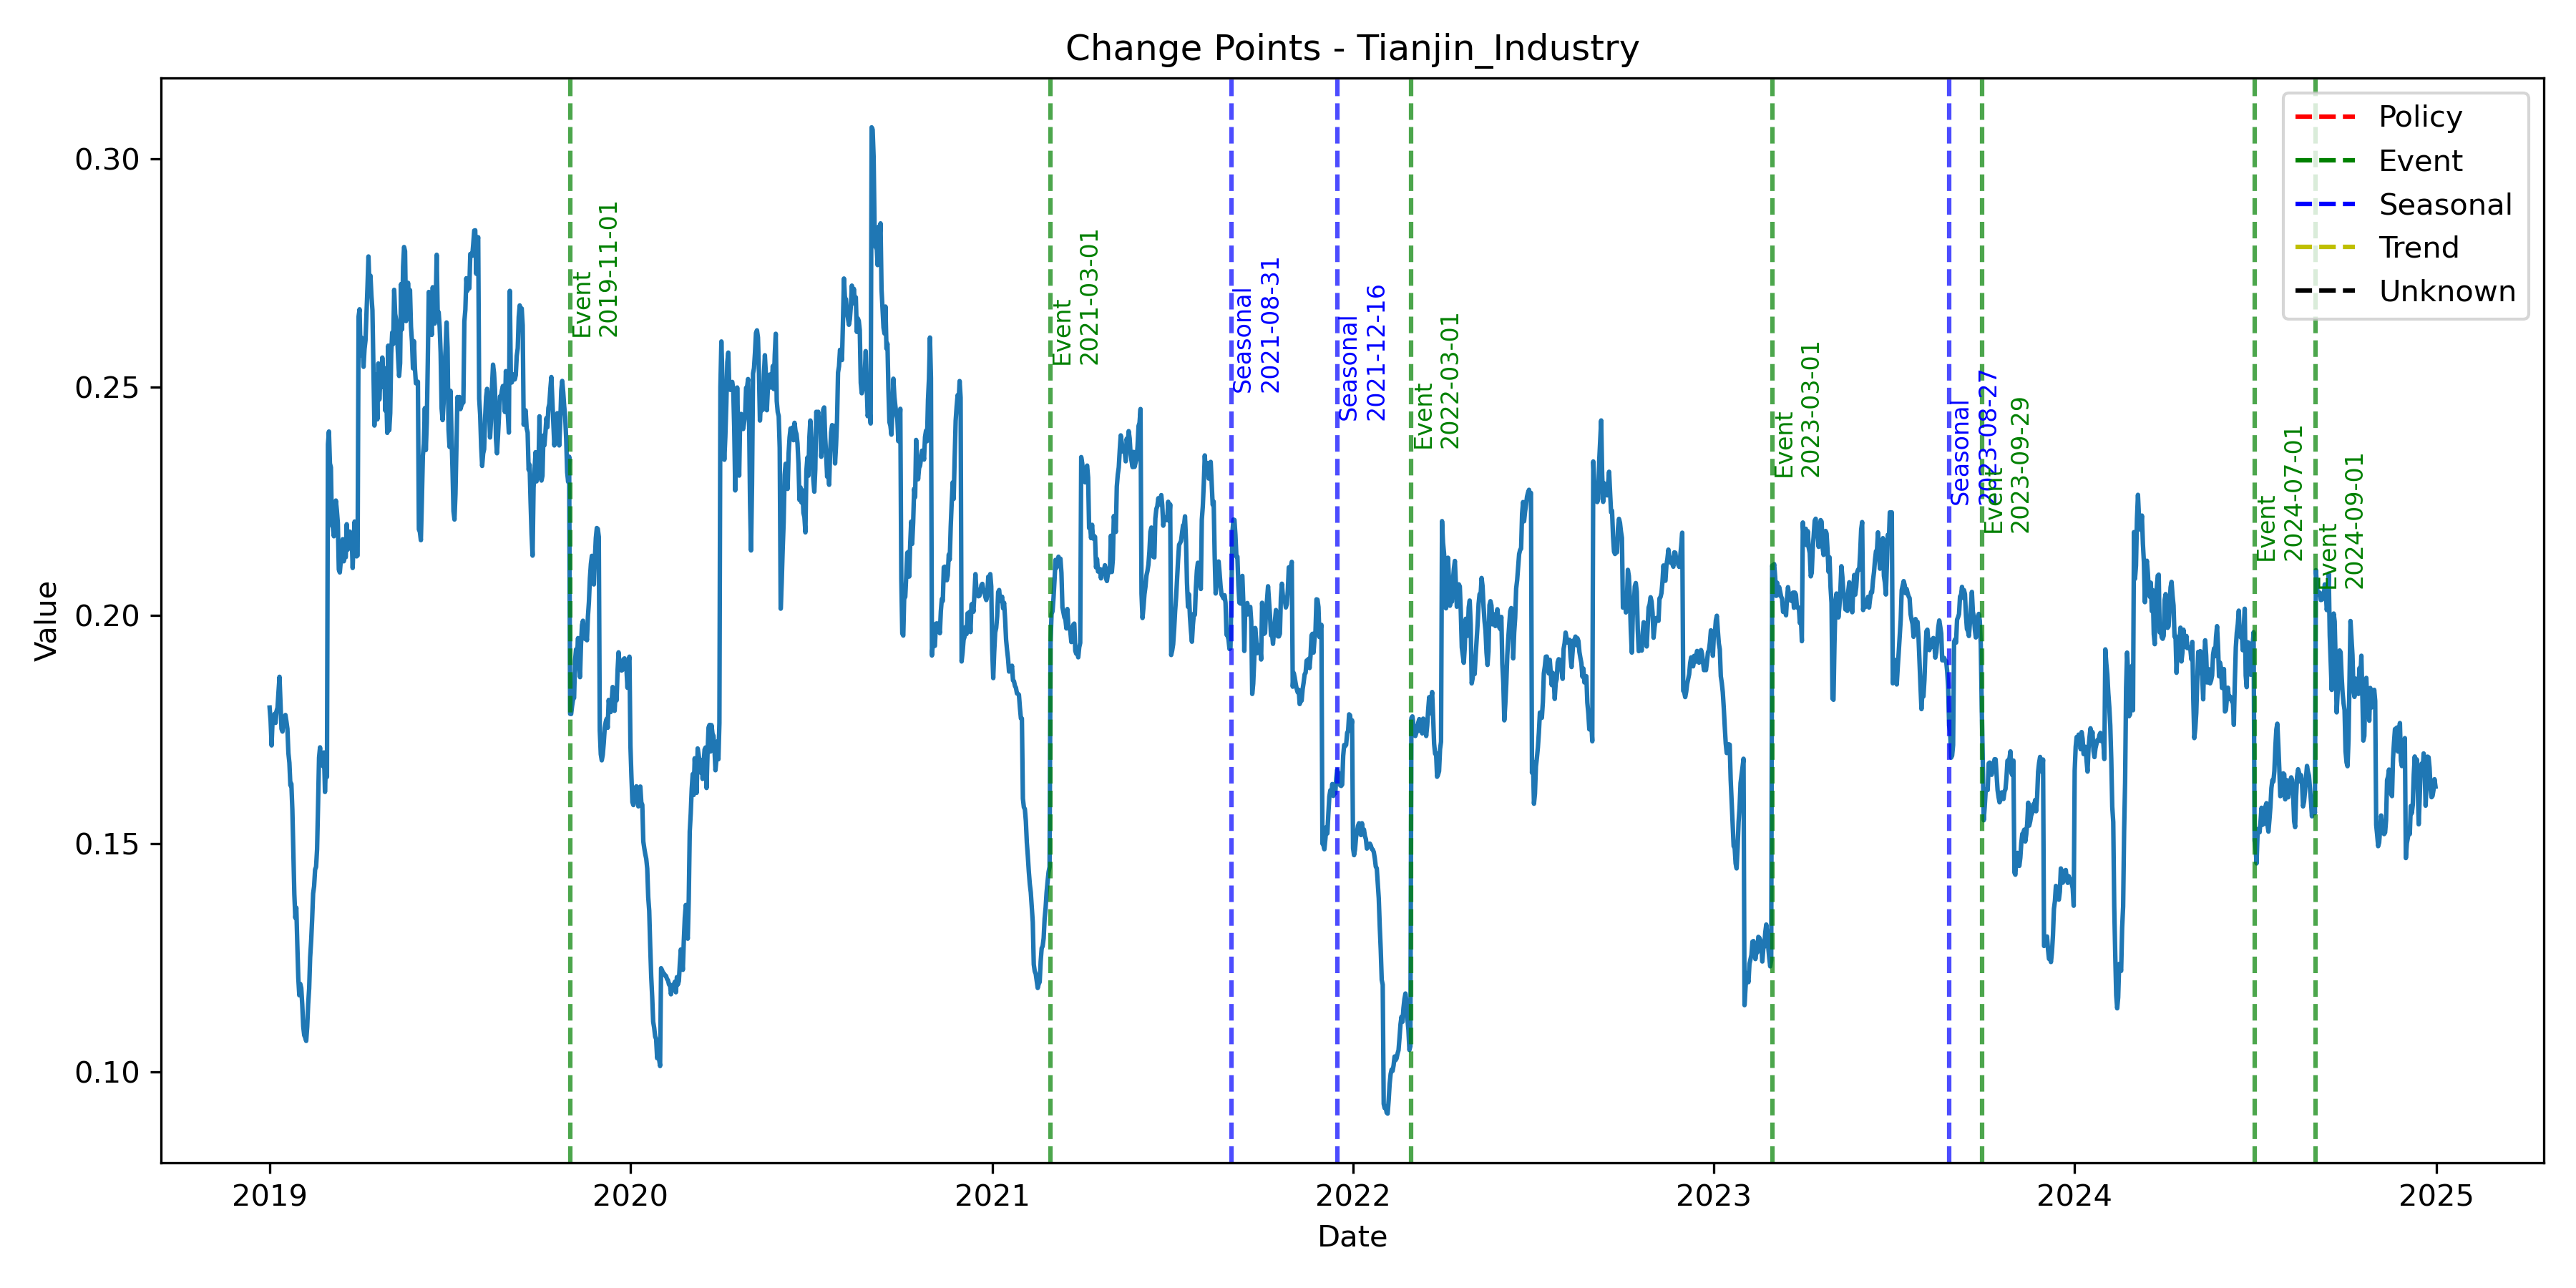 Change Points - Tianjin_Industry
Value
0.30
0.25
0.20
0.15
0.10
Event
2019-11-01
Event
2021-03-01
Seasonal
2021-08-31
Seasonal
2021-12-16
Event
2022-03-01
Event
2023-03-01
Seasonal
2023-08-27
Event
2023-09-29
Event
2024-07-01
Event
2024-09-01
Policy
Event
Seasonal
Trend
Unknown
2019
2020
2021
2022
2023
2024
2025
Date